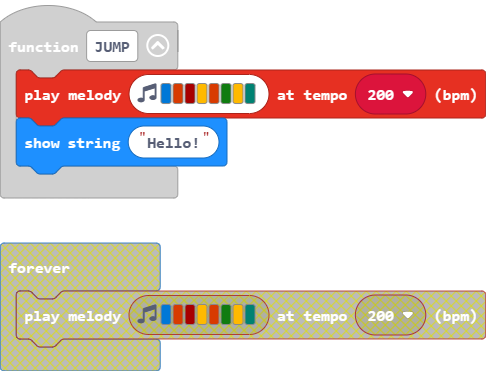 function JUMP
play melody at tempo 200 (bpm)
show string "Hello!"
forever
play melody at tempo 200 (bpm)